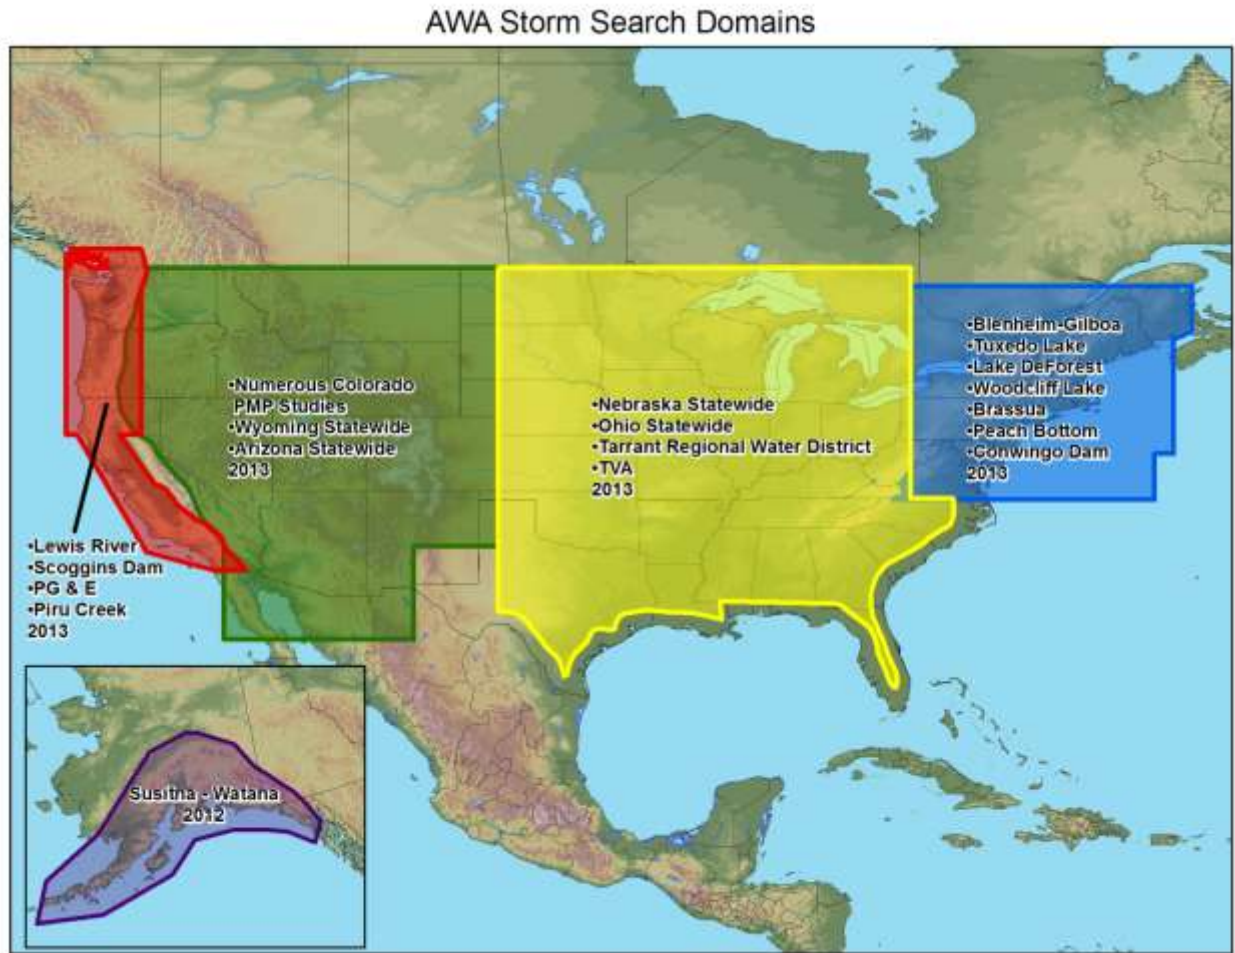 AWA Storm Search Domains
•Numerous Colorado
PMP Studies
•Wyoming Statewide
•Arizona Statewide
2013
•Nebraska Statewide
•Ohio Statewide
•Tarrant Regional Water District
•TVA
2013
•Blenheim-Gilboa
•Tuxedo Lake
•Lake DeForest
•Woodcliff Lake
•Brassua
•Peach Bottom
•Conwingo Dam
2013
•Lewis River
•Scoggins Dam
•PG & E
•Piru Creek
2013
Susitna - Watana
2012